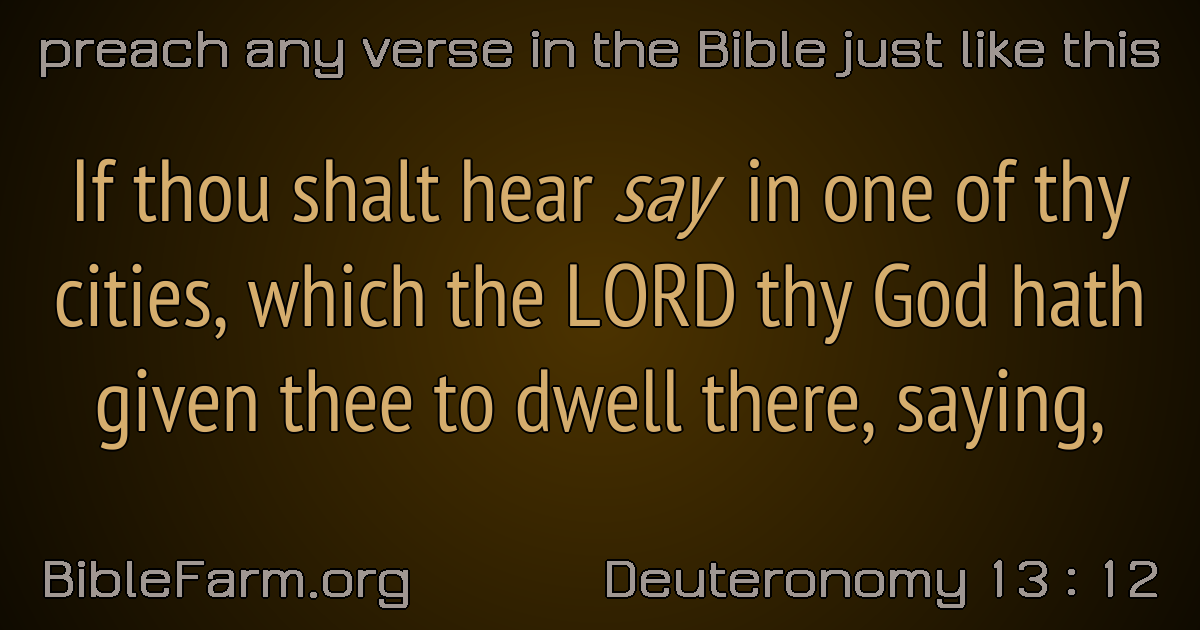 preach any verse in the Bible just like this
If thou shalt hear say in one of thy
cities, which the LORD thy God hath
given thee to dwell there, saying,
BibleFarm.org
Deuteronomy 13 : 12